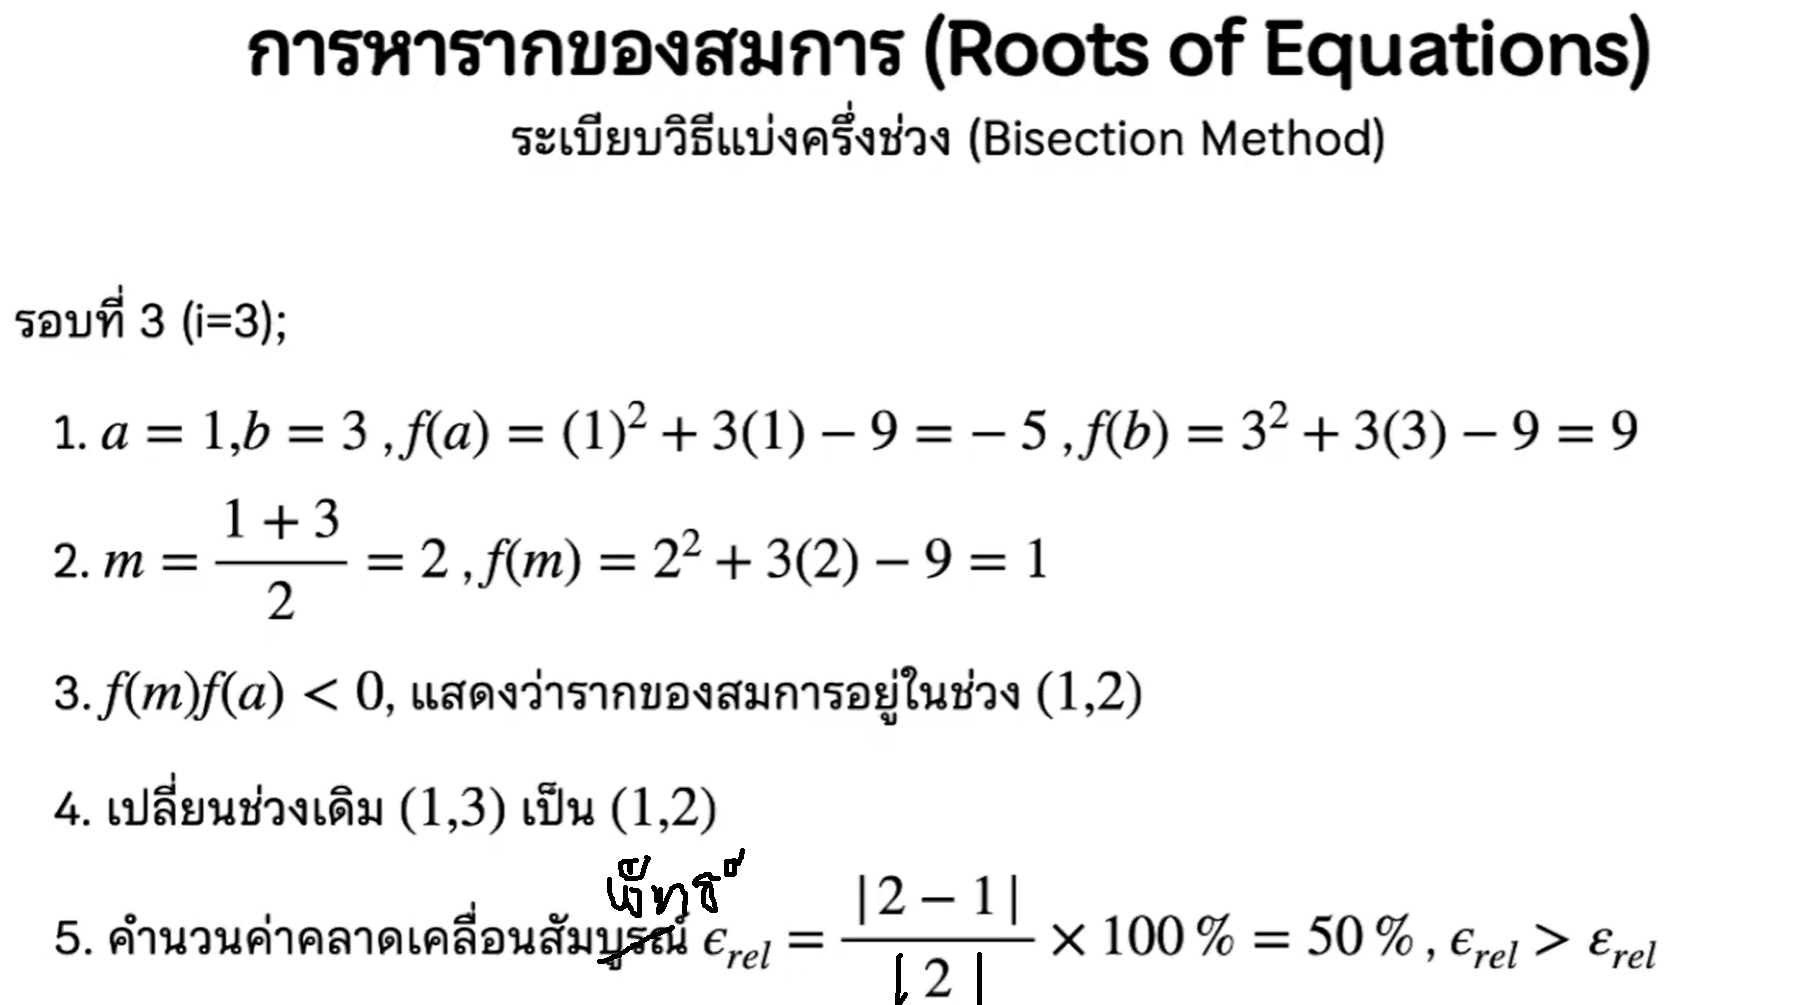 การหารากของสมการ (Roots of Equations)
ระเบียบวิธีแบ่งครึ่งช่วง (Bisection Method)
รอบที่ 3 (i=3);
1. a = 1,b = 3 ,f(a) = (1)² + 3(1) − 9 = − 5 ,f(b) = 3² + 3(3) − 9 = 9
2. m = (1 + 3)/2 = 2 ,f(m) = 2² + 3(2) − 9 = 1
3. f(m)f(a) < 0, แสดงว่ารากของสมการอยู่ในช่วง (1,2)
4. เปลี่ยนช่วงเดิม (1,3) เป็น (1,2)
พัทธ์
5. คำนวนค่าคลาดเคลื่อนสัมบูรณ์ ϵrel = |2 − 1|/|2| × 100 % = 50 % , ϵrel > εrel